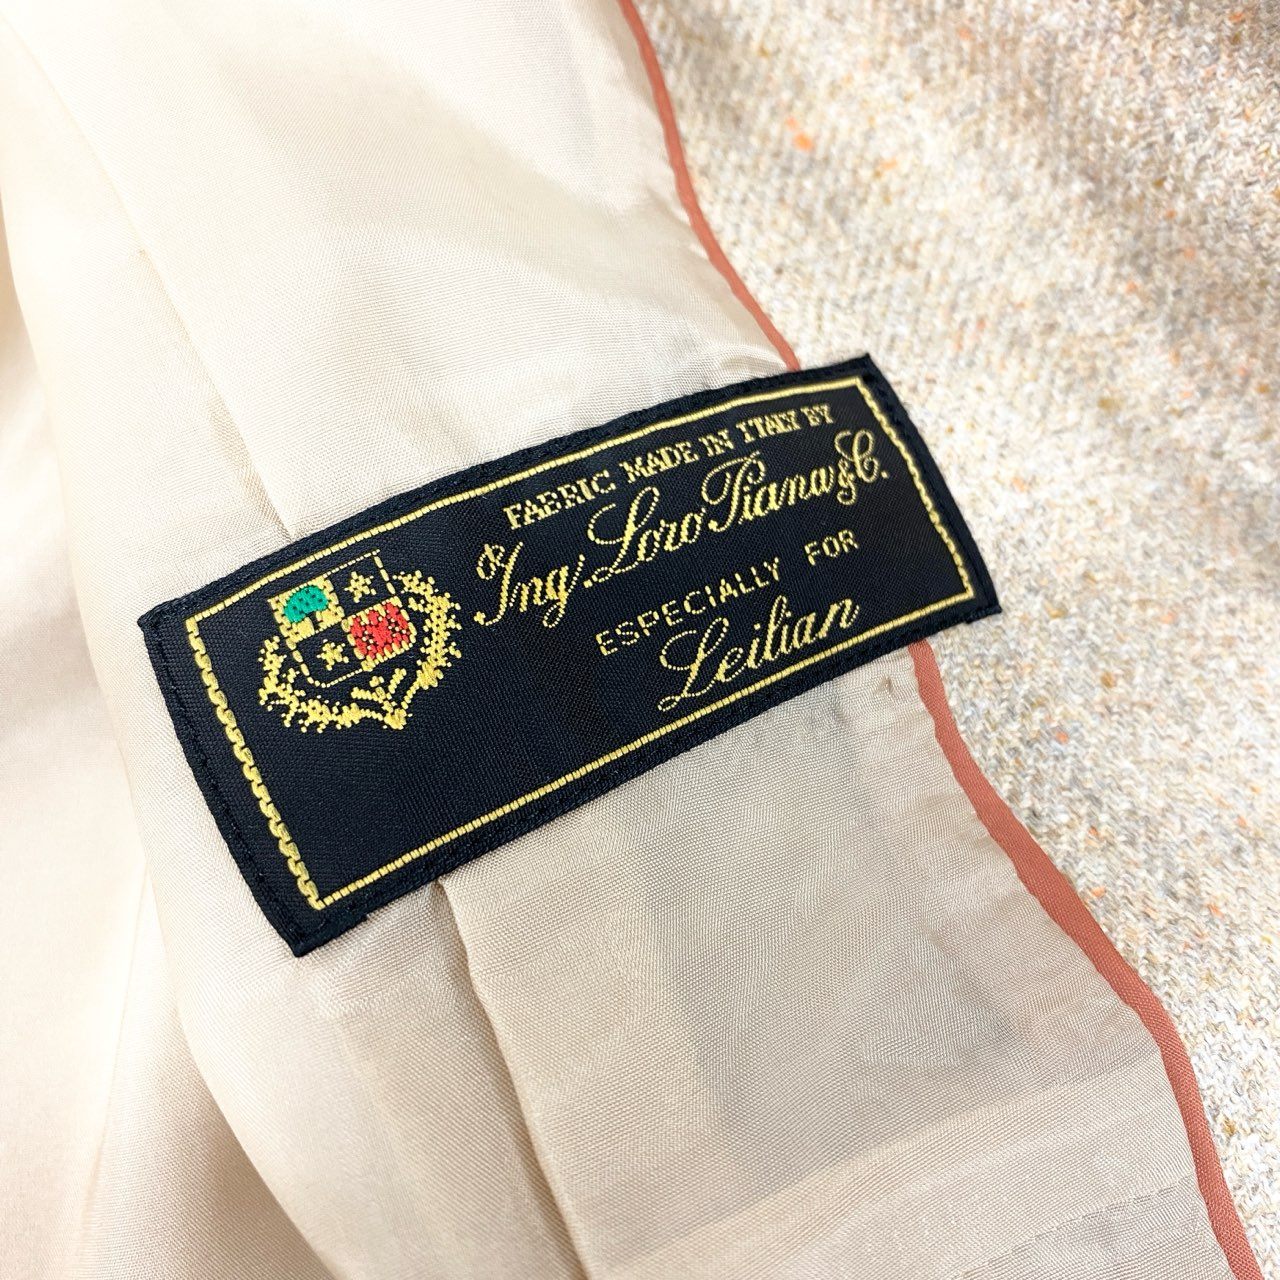 FABRIC MADE IN ITALY BY
Ing. Loro Piana & C.
ESPECIALLY FOR
Leilian